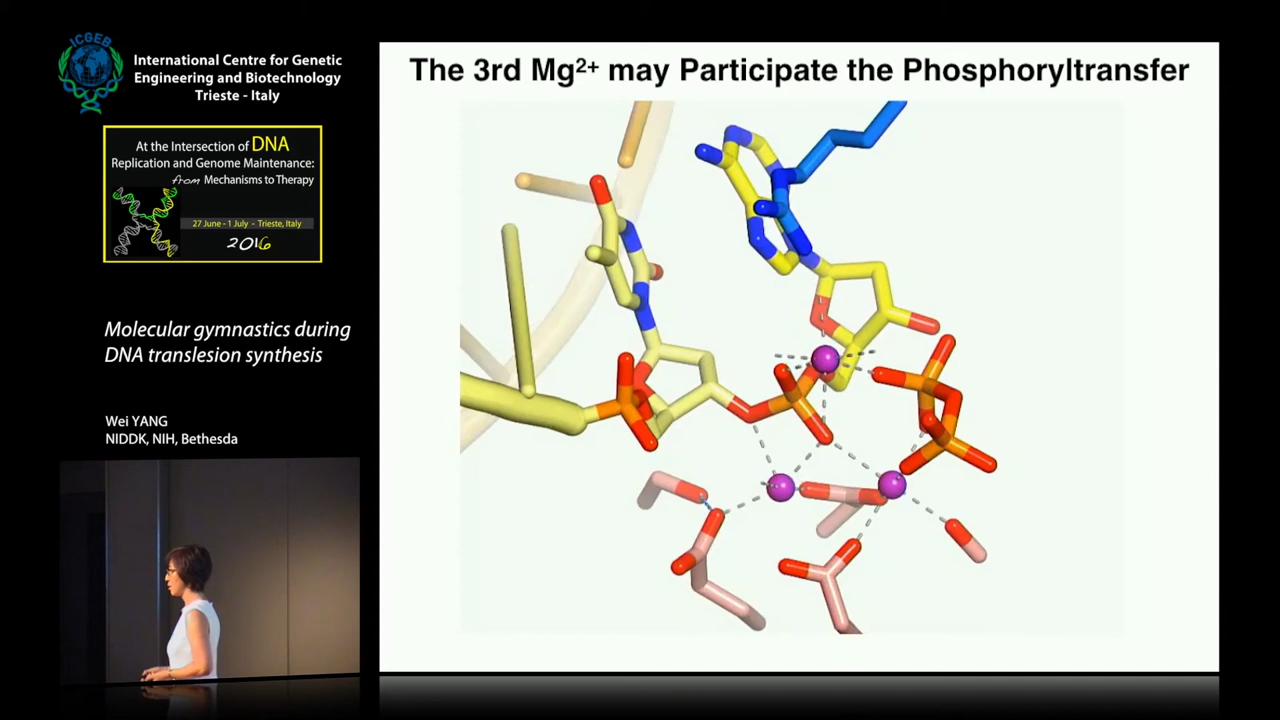 ICGEB
International Centre for Genetic
Engineering and Biotechnology
Trieste - Italy
At the Intersection of DNA
Replication and Genome Maintenance:
from Mechanisms to Therapy
27 June - 1 July - Trieste, Italy
2016
Molecular gymnastics during
DNA translesion synthesis
Wei YANG
NIDDK, NIH, Bethesda
The 3rd Mg²⁺ may Participate the Phosphoryltransfer